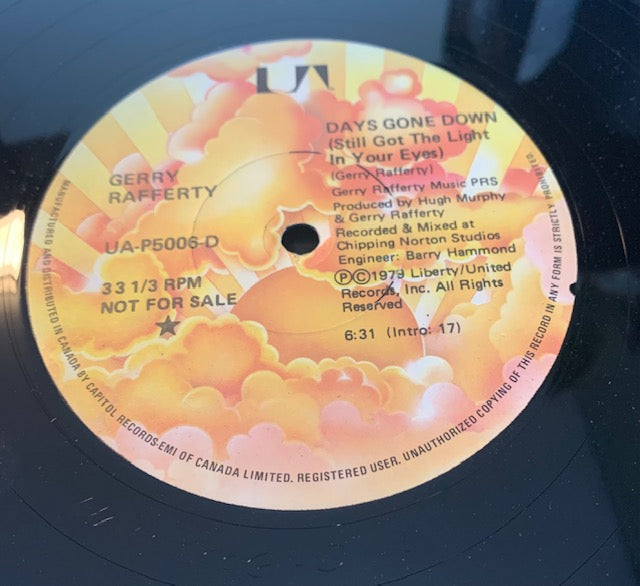 UA
DAYS GONE DOWN
(Still Got The Light
In Your Eyes)
(Gerry Rafferty)
Gerry Rafferty Music PRS
Produced by Hugh Murphy
& Gerry Rafferty
Recorded & Mixed at
Chipping Norton Studios
Engineer: Barry Hammond
Ⓟ©1979 Liberty/United
Records, Inc. All Rights
Reserved
6:31 (Intro: 17)
GERRY
RAFFERTY
UA-P5006-D
33 1/3 RPM
NOT FOR SALE
MANUFACTURED AND DISTRIBUTED IN CANADA BY CAPITOL RECORDS-EMI OF CANADA LIMITED. REGISTERED USER. UNAUTHORIZED COPYING OF THIS RECORD IN ANY FORM IS STRICTLY PROHIBITED.